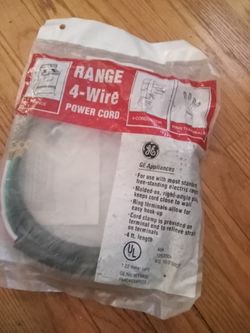 RANGE
4-Wire
POWER CORD
GE
GE Appliances
•For use with most standard
free-standing electric ranges
•Molded on, right-angle plug
keeps cord close to wall
•Ring terminals allow for
easy hook-up
•Cord clamp is provided on
terminal end to relieve strain
on terminals
•4 ft. length
UL